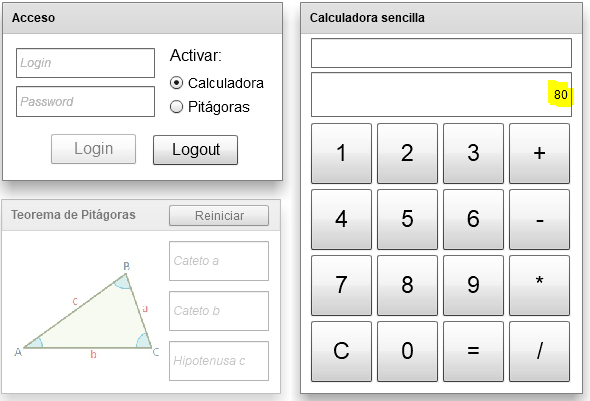 Acceso
Login
Password
Activar:
Calculadora
Pitágoras
Login
Logout
Teorema de Pitágoras
Reiniciar
B
c
a
A
b
C
Cateto a
Cateto b
Hipotenusa c
Calculadora sencilla
80
1 2 3 +
4 5 6 -
7 8 9 *
C 0 = /